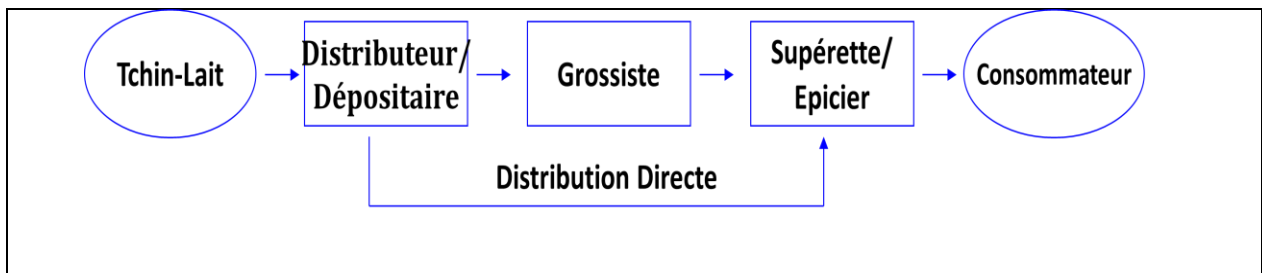 Tchin-Lait
Distributeur/
Dépositaire
Grossiste
Supérette/
Epicier
Consommateur
Distribution Directe